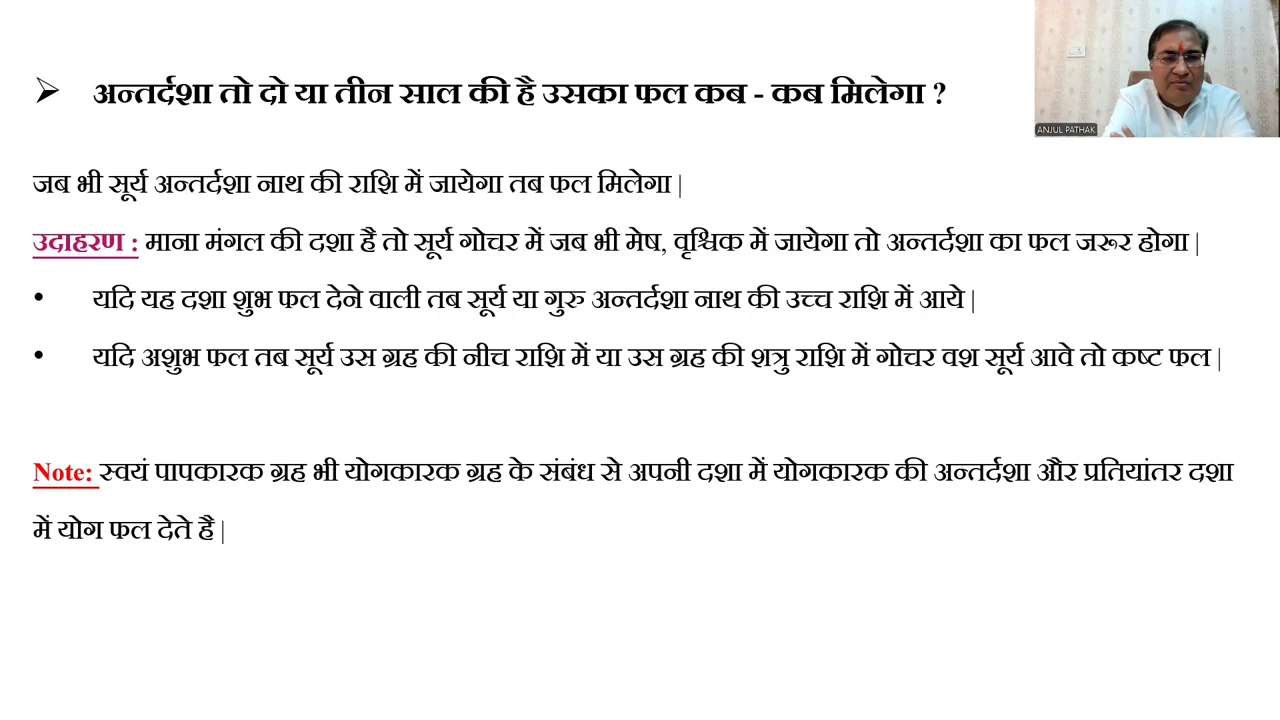 ➢ अन्तर्दशा तो दो या तीन साल की है उसका फल कब - कब मिलेगा ?
ANJUL PATHAK
जब भी सूर्य अन्तर्दशा नाथ की राशि में जायेगा तब फल मिलेगा |
उदाहरण : माना मंगल की दशा है तो सूर्य गोचर में जब भी मेष, वृश्चिक में जायेगा तो अन्तर्दशा का फल जरूर होगा |
• यदि यह दशा शुभ फल देने वाली तब सूर्य या गुरु अन्तर्दशा नाथ की उच्च राशि में आये |
• यदि अशुभ फल तब सूर्य उस ग्रह की नीच राशि में या उस ग्रह की शत्रु राशि में गोचर वश सूर्य आवे तो कष्ट फल |
Note: स्वयं पापकारक ग्रह भी योगकारक ग्रह के संबंध से अपनी दशा में योगकारक की अन्तर्दशा और प्रतियांतर दशा
में योग फल देते हैं |